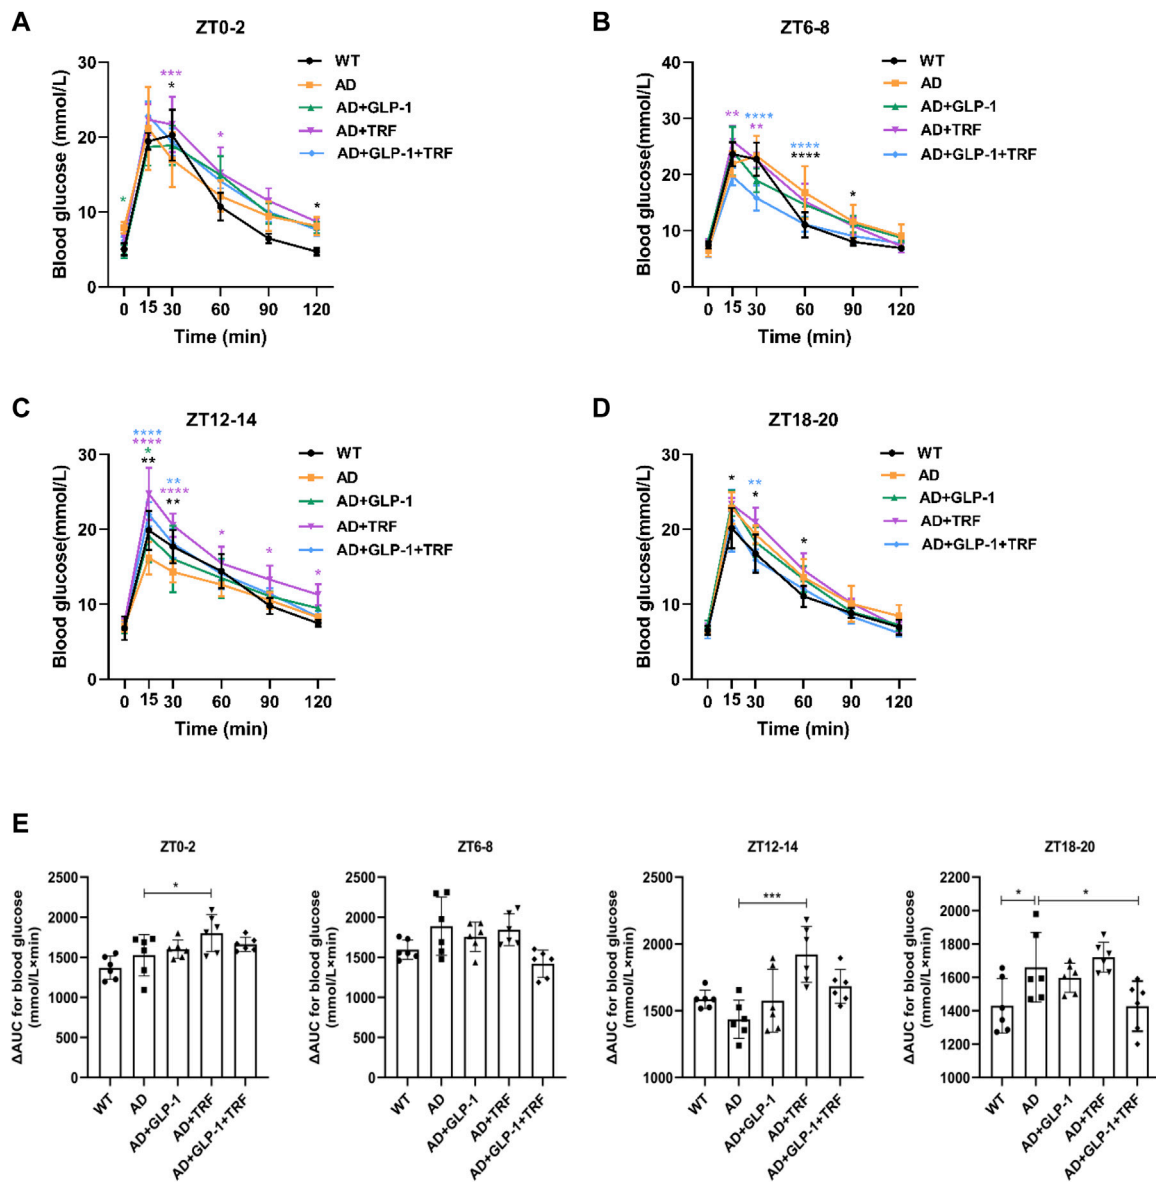 A
ZT0-2
Blood glucose (mmol/L)
30
20
10
0
0 15 30 60 90 120
Time (min)
*
***
*
*
*
WT
AD
AD+GLP-1
AD+TRF
AD+GLP-1+TRF
B
ZT6-8
Blood glucose(mmol/L)
40
30
20
10
0
0 15 30 60 90 120
Time (min)
**
****
**
****
****
*
WT
AD
AD+GLP-1
AD+TRF
AD+GLP-1+TRF
C
ZT12-14
Blood glucose(mmol/L)
30
20
10
0
0 15 30 60 90 120
Time (min)
****
****
*
**
**
****
**
*
*
*
WT
AD
AD+GLP-1
AD+TRF
AD+GLP-1+TRF
D
ZT18-20
Blood glucose(mmol/L)
30
20
10
0
0 15 30 60 90 120
Time (min)
*
**
*
*
WT
AD
AD+GLP-1
AD+TRF
AD+GLP-1+TRF
E
ZT0-2
ΔAUC for blood glucose
(mmol/L×min)
2500
2000
1500
1000
500
0
*
WT
AD
AD+GLP-1
AD+TRF
AD+GLP-1+TRF
ZT6-8
ΔAUC for blood glucose
(mmol/L×min)
2500
2000
1500
1000
500
0
WT
AD
AD+GLP-1
AD+TRF
AD+GLP-1+TRF
ZT12-14
ΔAUC for blood glucose
(mmol/L×min)
2500
2000
1500
1000
***
WT
AD
AD+GLP-1
AD+TRF
AD+GLP-1+TRF
ZT18-20
ΔAUC for blood glucose
(mmol/L×min)
2200
2000
1800
1600
1400
1200
1000
*
*
WT
AD
AD+GLP-1
AD+TRF
AD+GLP-1+TRF